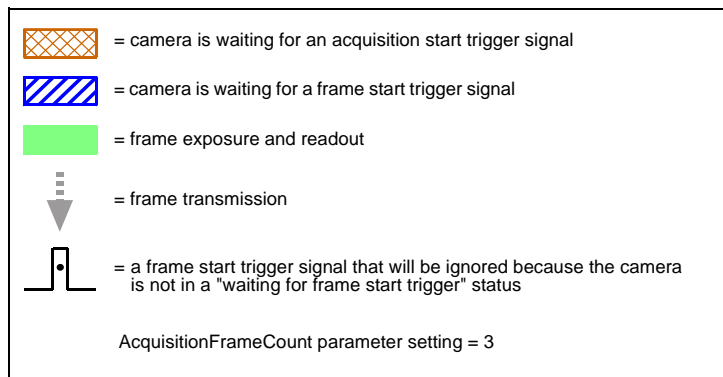 = camera is waiting for an acquisition start trigger signal
= camera is waiting for a frame start trigger signal
= frame exposure and readout
= frame transmission
= a frame start trigger signal that will be ignored because the camera
is not in a "waiting for frame start trigger" status
AcquisitionFrameCount parameter setting = 3